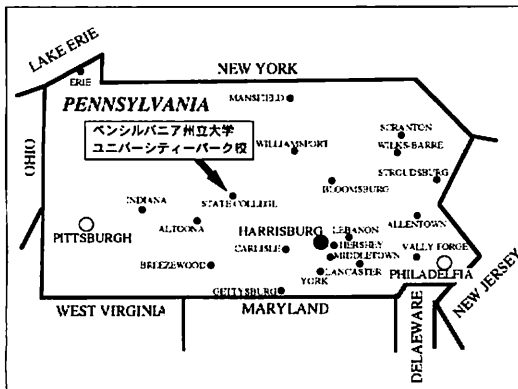 LAKE ERIE
ERIE
NEW YORK
PENNSYLVANIA
MANSFIELD
ペンシルバニア州立大学
ユニバーシティーパーク校
OHIO
SCRANTON
WILKS-BARRE
WILLIAMSPORT
STROUDSBURG
BLOOMSBURG
STATE COLLEGE
INDIANA
ALTOONA
ALLENTOWN
PITTSBURGH
HARRISBURG
LEBANON
HERSHEY
CARLISLE
MIDDLETOWN
VALLY FORGE
BREEZEWOOD
LANCASTER
YORK
PHILADELFIA
GETTYSBURG
WEST VIRGINIA
MARYLAND
DELAEWARE
NEW JERSEY